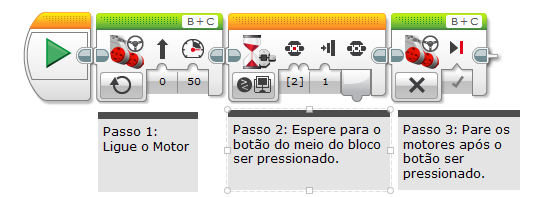 B+C
B+C
0
50
[2]
1
Passo 1:
Ligue o Motor
Passo 2: Espere para o
botão do meio do bloco
ser pressionado.
Passo 3: Pare os
motores após o
botão ser
pressionado.